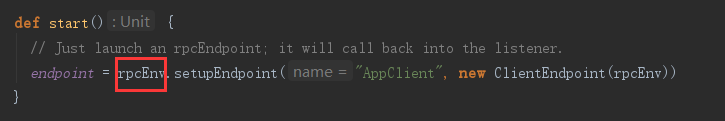 def start() : Unit {
// Just launch an rpcEndpoint; it will call back into the listener.
endpoint = rpcEnv.setupEndpoint( name = "AppClient", new ClientEndpoint(rpcEnv))
}